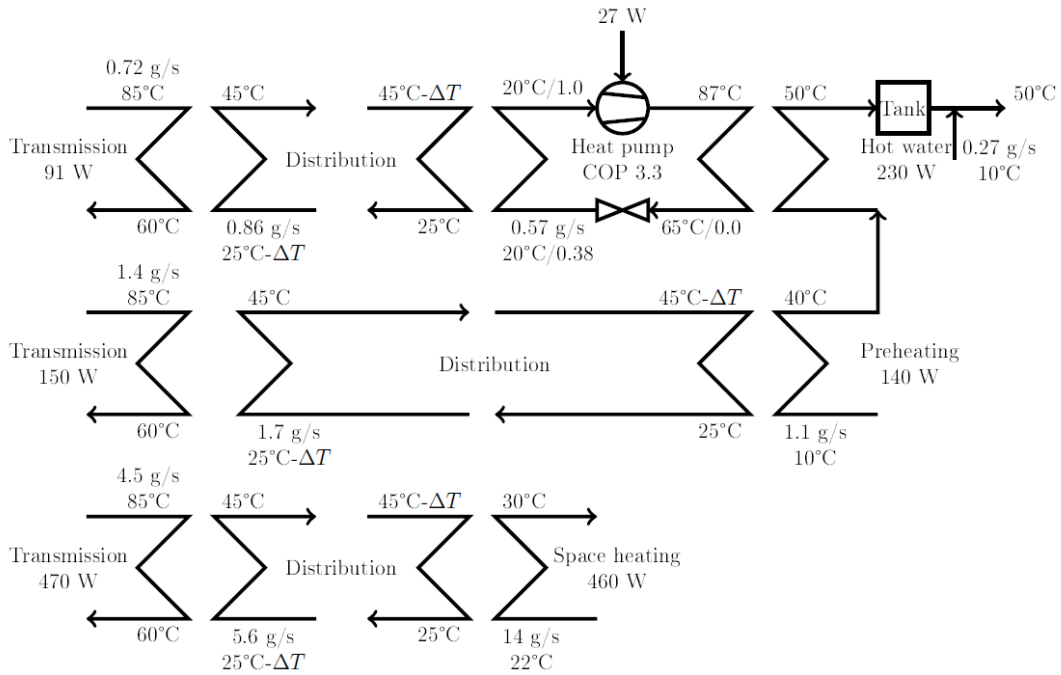 27 W
0.72 g/s
85°C
45°C
45°C-ΔT
20°C/1.0
87°C
50°C
Tank
50°C
Transmission
91 W
Distribution
Heat pump
COP 3.3
Hot water
230 W
0.27 g/s
10°C
60°C
0.86 g/s
25°C-ΔT
25°C
0.57 g/s
20°C/0.38
65°C/0.0
1.4 g/s
85°C
45°C
45°C-ΔT
40°C
Transmission
150 W
Distribution
Preheating
140 W
60°C
1.7 g/s
25°C-ΔT
25°C
1.1 g/s
10°C
4.5 g/s
85°C
45°C
45°C-ΔT
30°C
Transmission
470 W
Distribution
Space heating
460 W
60°C
5.6 g/s
25°C-ΔT
25°C
14 g/s
22°C